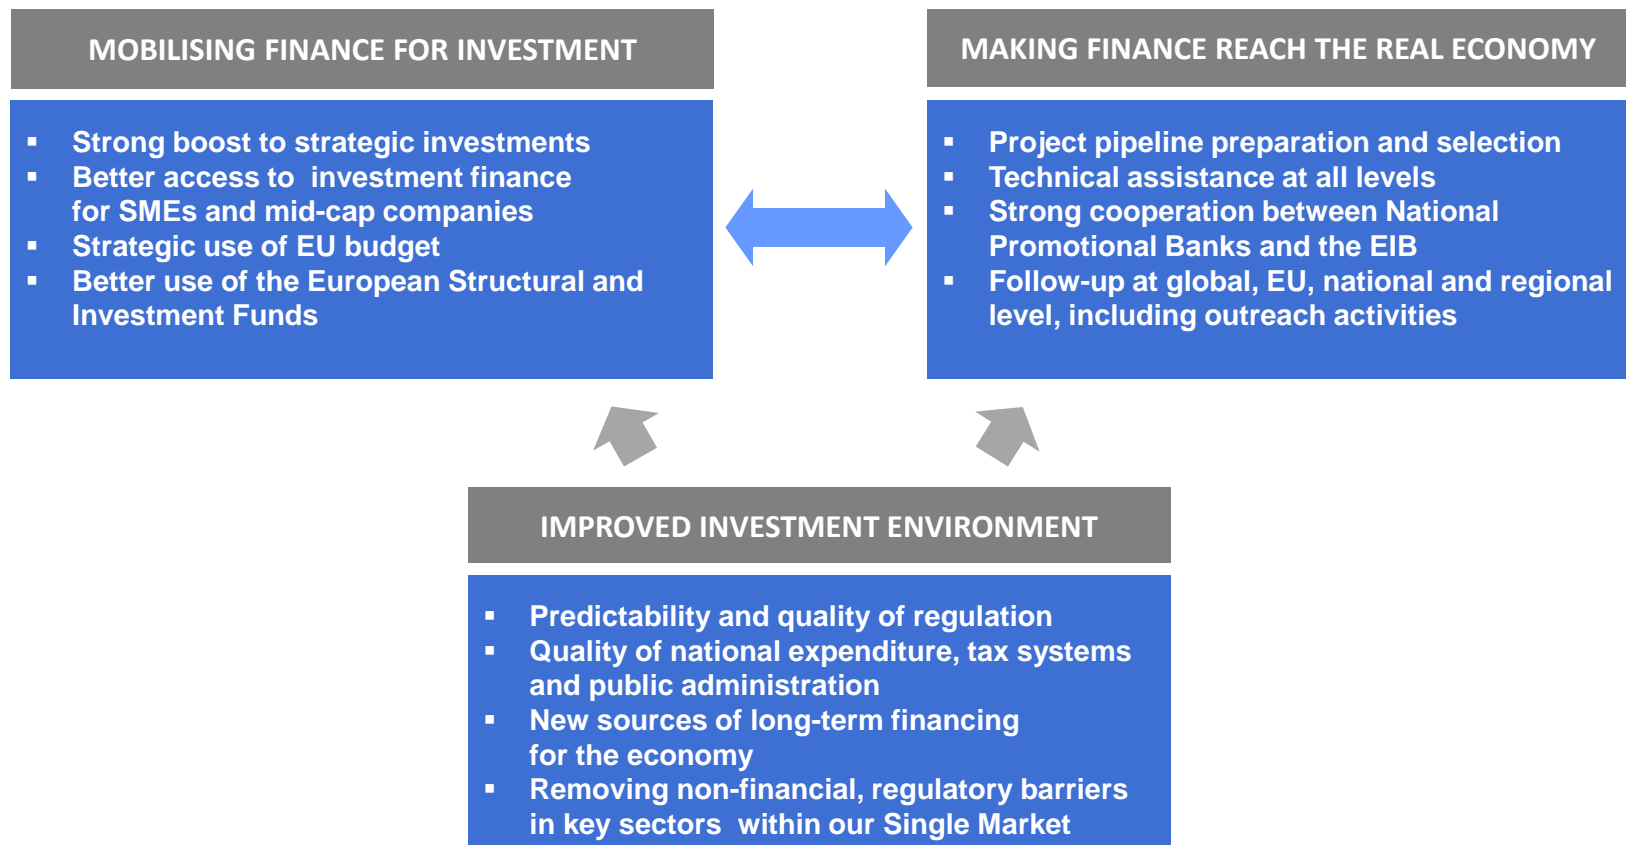 MOBILISING FINANCE FOR INVESTMENT
▪ Strong boost to strategic investments
▪ Better access to investment finance
for SMEs and mid-cap companies
▪ Strategic use of EU budget
▪ Better use of the European Structural and
Investment Funds
MAKING FINANCE REACH THE REAL ECONOMY
▪ Project pipeline preparation and selection
▪ Technical assistance at all levels
▪ Strong cooperation between National
Promotional Banks and the EIB
▪ Follow-up at global, EU, national and regional
level, including outreach activities
IMPROVED INVESTMENT ENVIRONMENT
▪ Predictability and quality of regulation
▪ Quality of national expenditure, tax systems
and public administration
▪ New sources of long-term financing
for the economy
▪ Removing non-financial, regulatory barriers
in key sectors within our Single Market